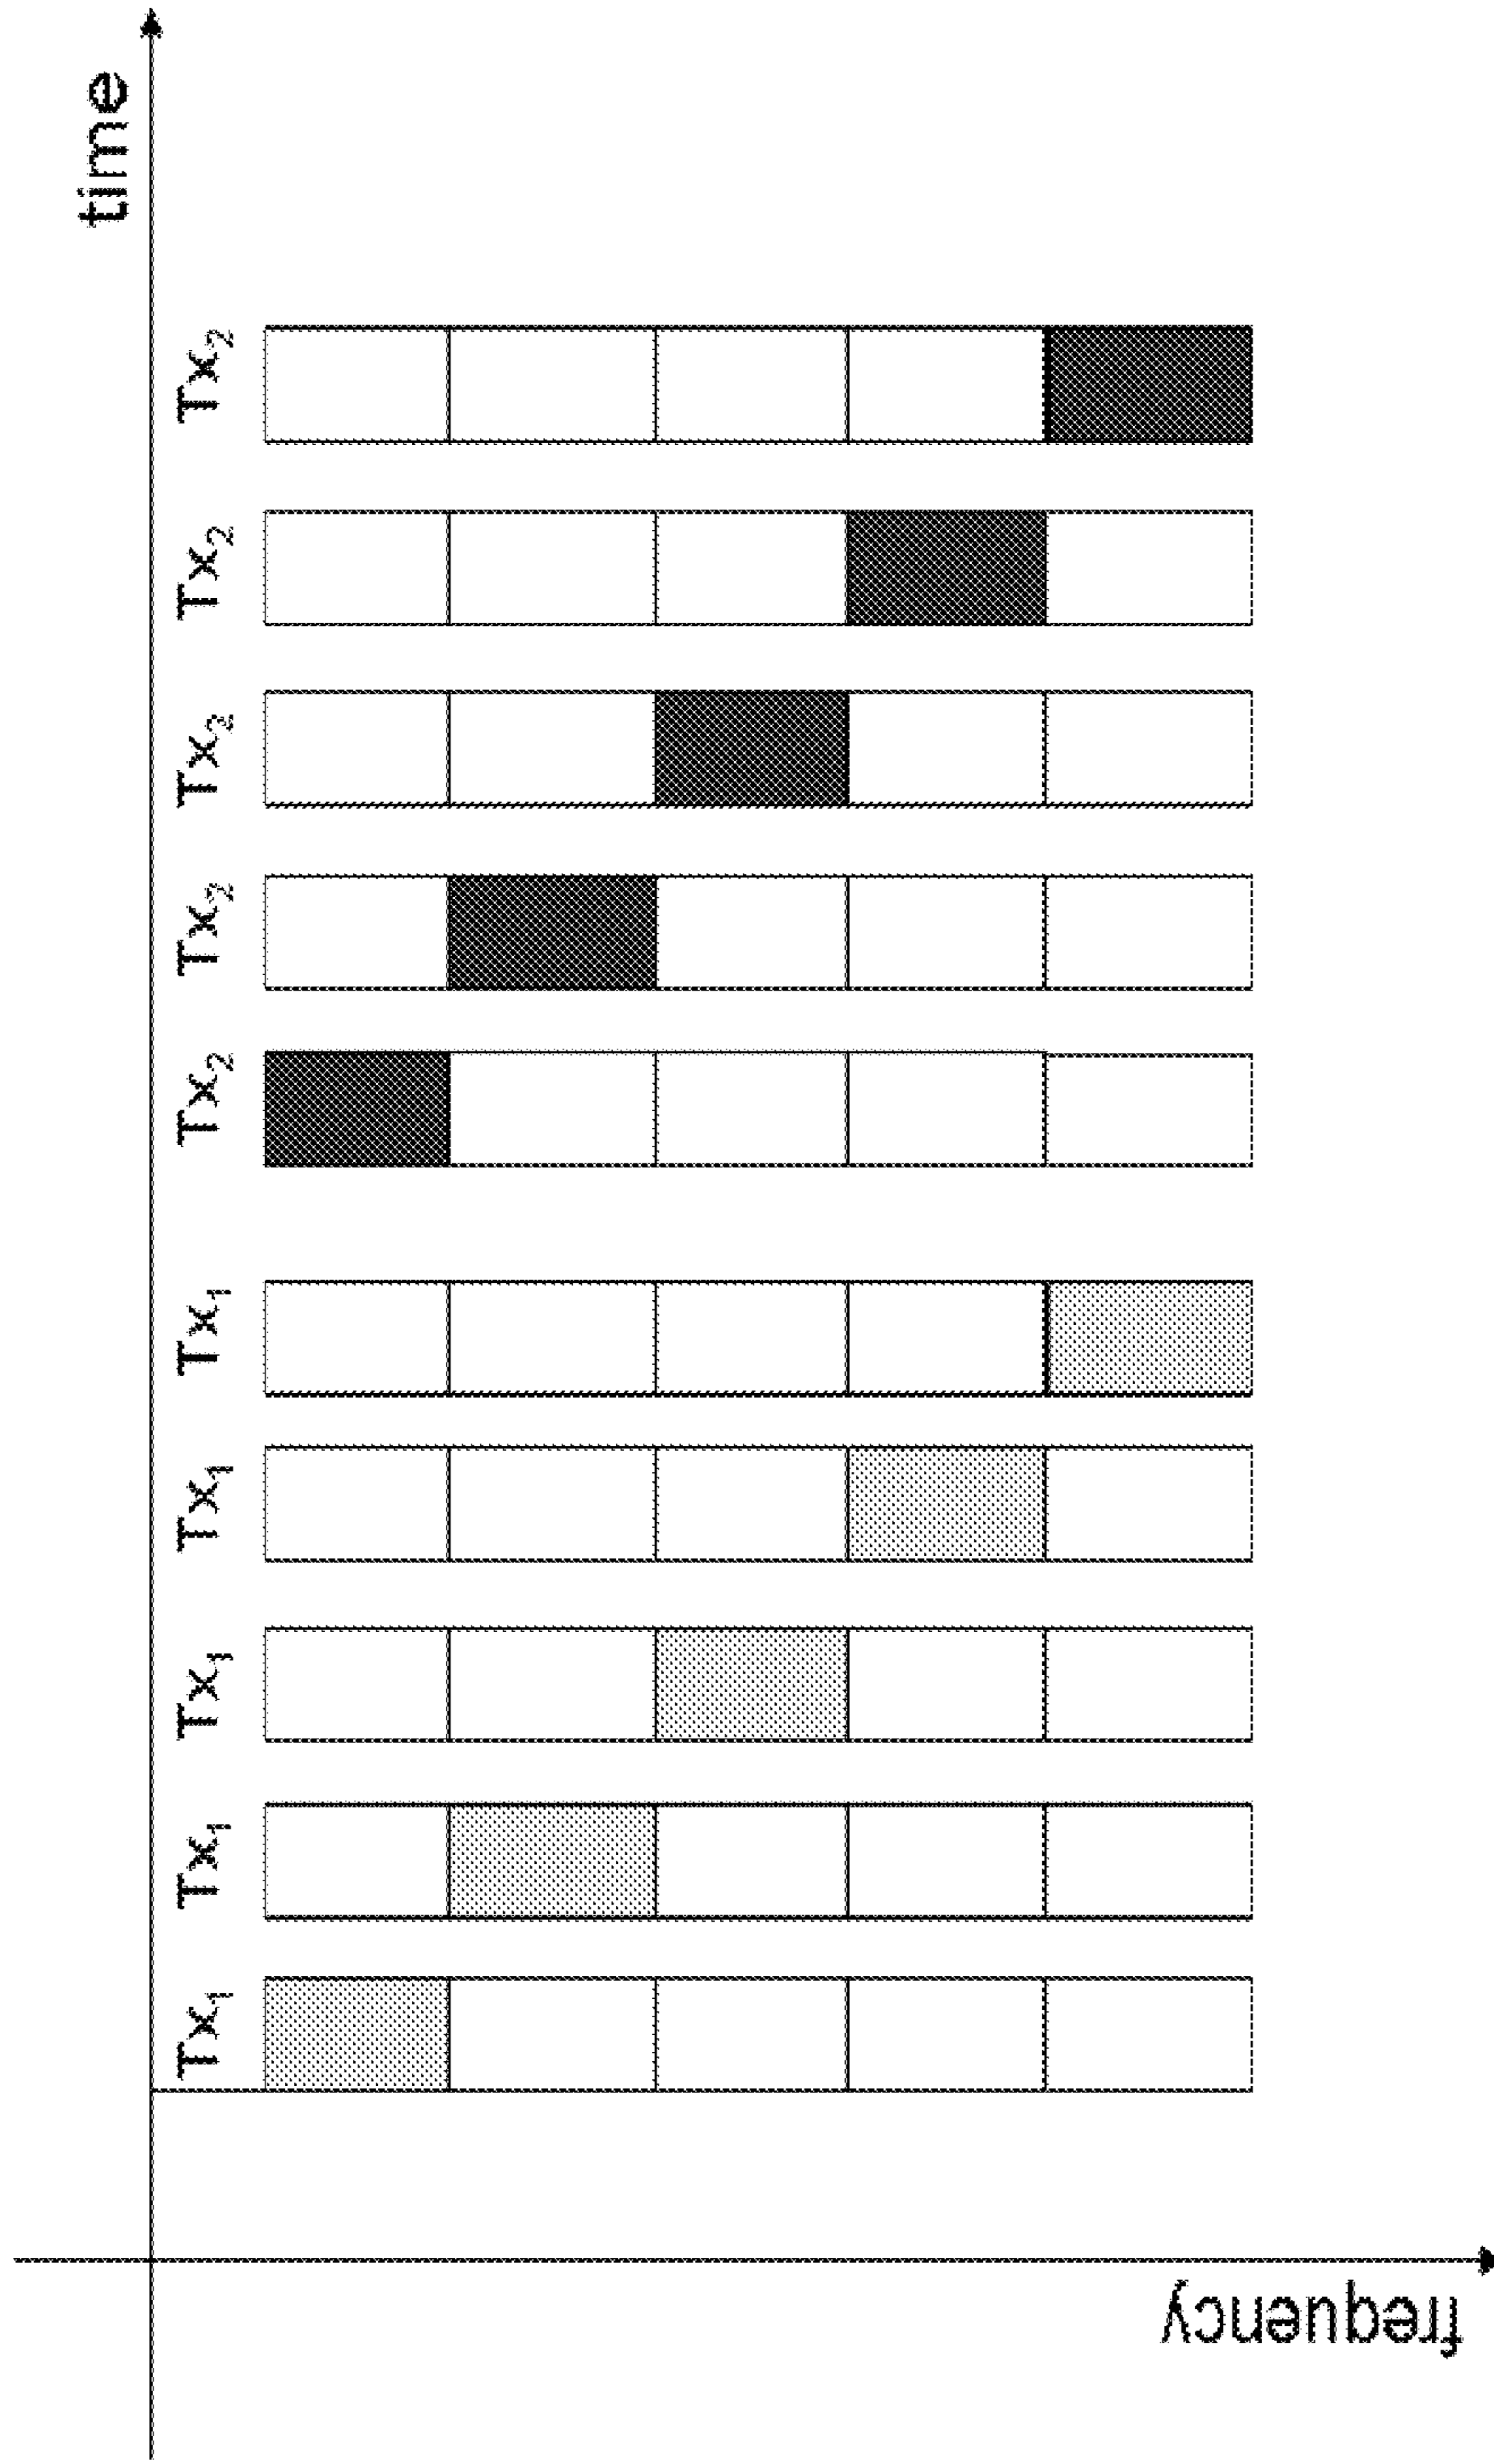 time
Tx₁ Tx₁ Tx₁ Tx₁ Tx₁ Tx₂ Tx₂ Tx₂ Tx₂ Tx₂
frequency